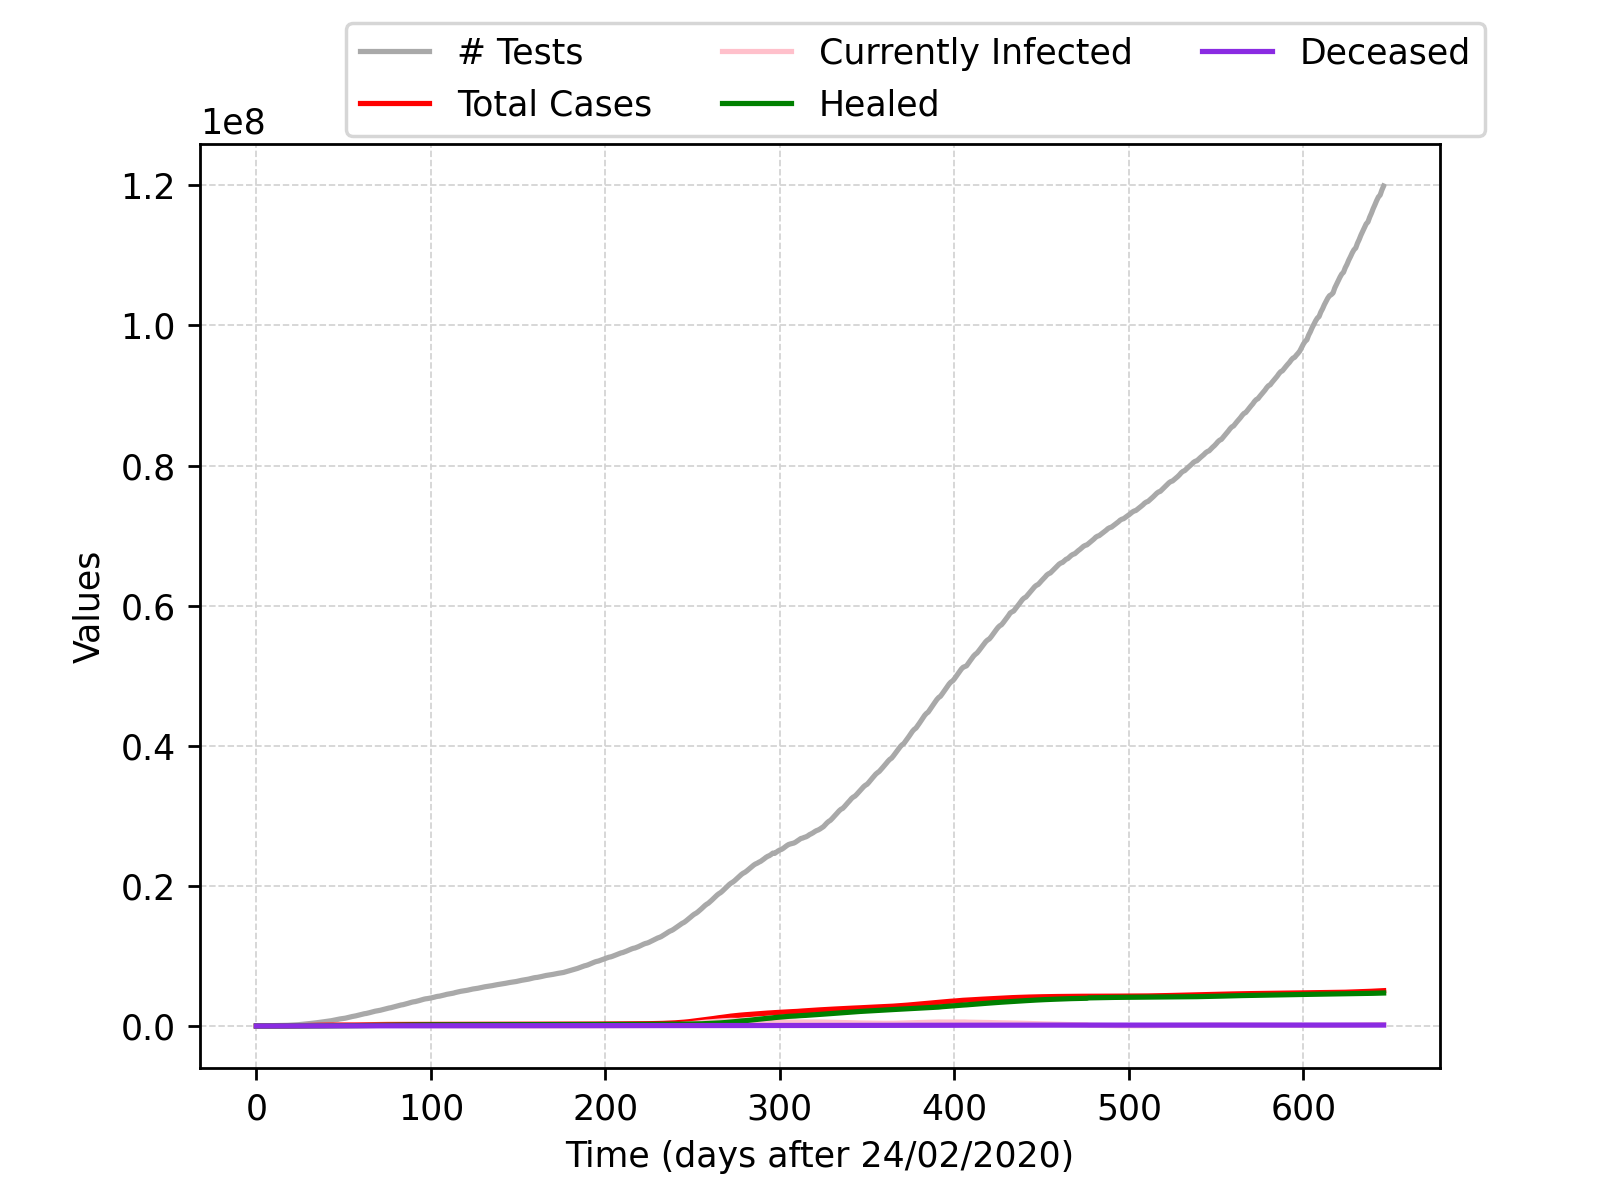 # Tests
Currently Infected
Deceased
Total Cases
Healed
1e8
1.2
1.0
0.8
0.6
0.4
0.2
0.0
Values
0 100 200 300 400 500 600
Time (days after 24/02/2020)